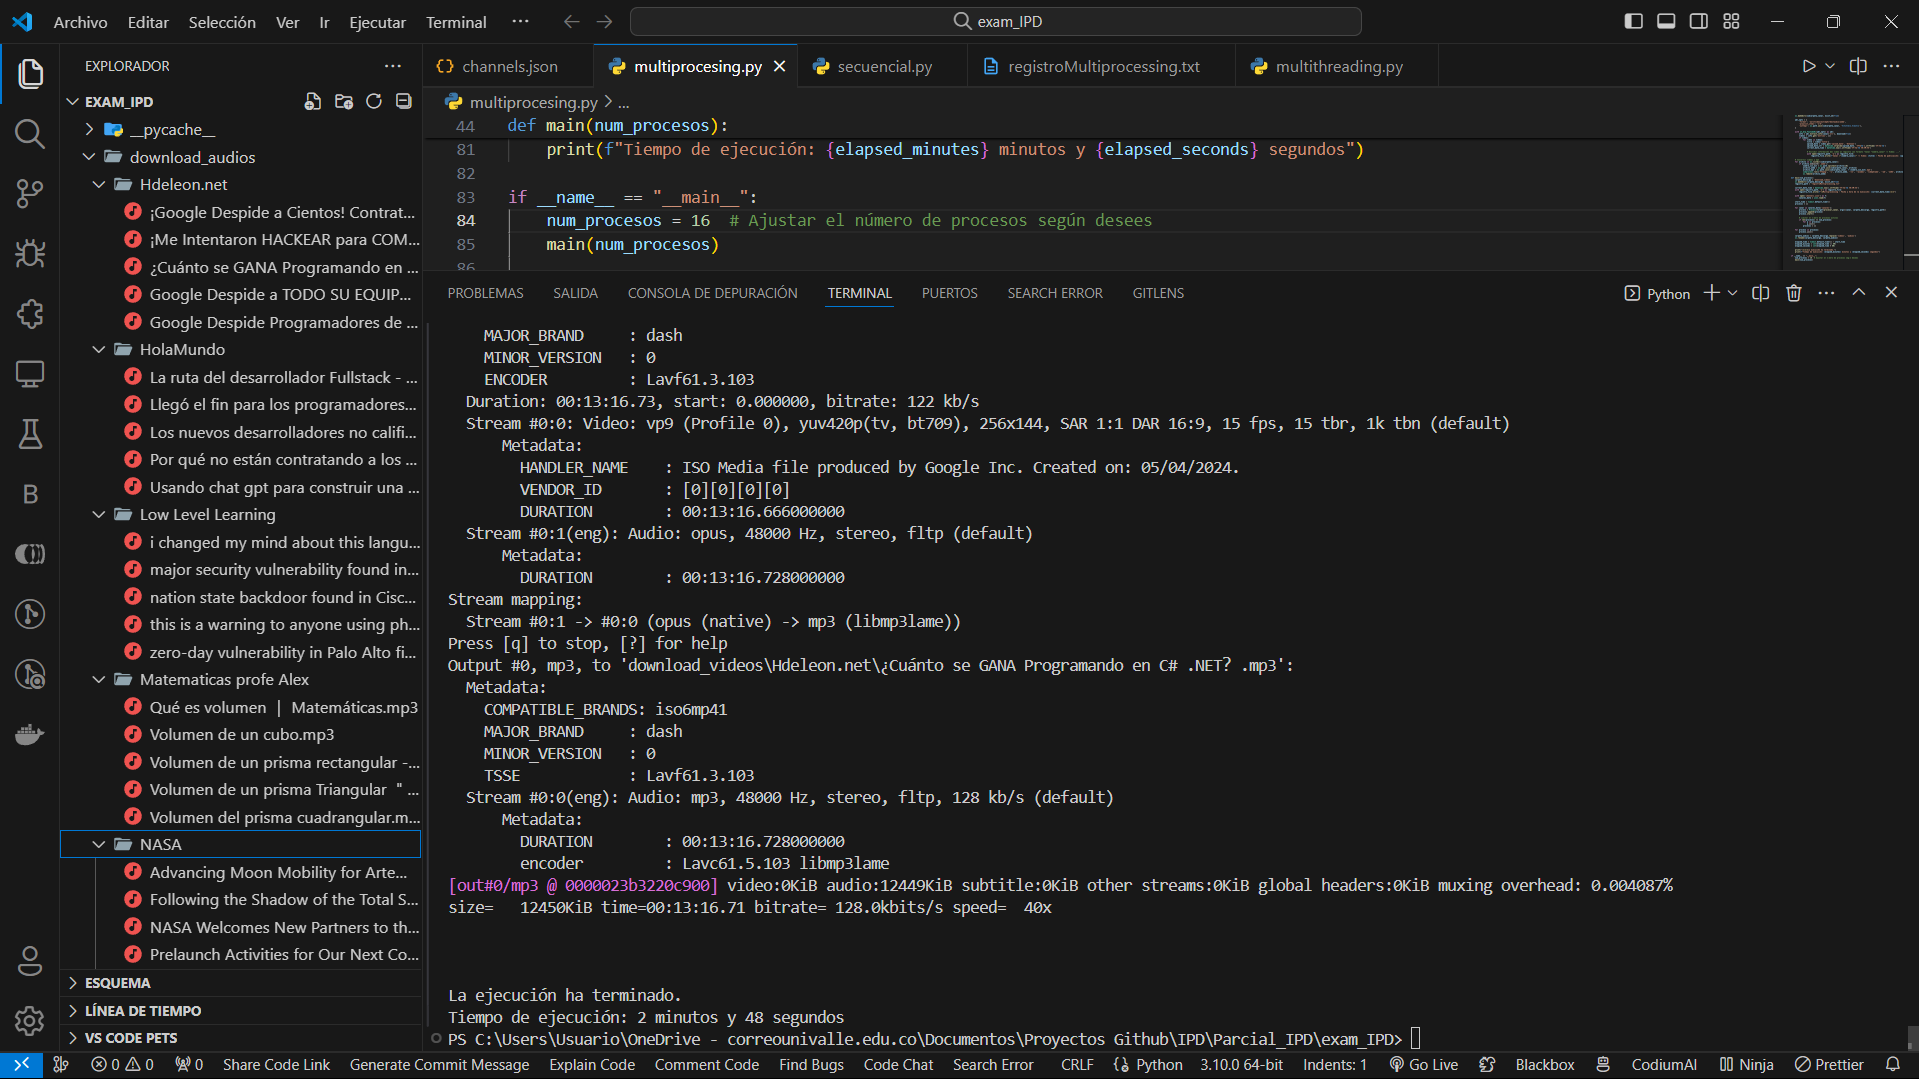 Archivo Editar Selección Ver Ir Ejecutar Terminal ··· exam_IPD
EXPLORADOR
EXAM_IPD
__pycache__
download_audios
Hdeleon.net
¡Google Despide a Cientos! Contrat...
¡Me Intentaron HACKEAR para COM...
¿Cuánto se GANA Programando en ...
Google Despide a TODO SU EQUIP...
Google Despide Programadores de ...
HolaMundo
La ruta del desarrollador Fullstack - ...
Llegó el fin para los programadores...
Los nuevos desarrolladores no califi...
Por qué no están contratando a los ...
Usando chat gpt para construir una ...
Low Level Learning
i changed my mind about this langu...
major security vulnerability found in...
nation state backdoor found in Cisc...
this is a warning to anyone using ph...
zero-day vulnerability in Palo Alto fi...
Matematicas profe Alex
Qué es volumen | Matemáticas.mp3
Volumen de un cubo.mp3
Volumen de un prisma rectangular -...
Volumen de un prisma Triangular " ...
Volumen del prisma cuadrangular.m...
NASA
Advancing Moon Mobility for Arte...
Following the Shadow of the Total S...
NASA Welcomes New Partners to th...
Prelaunch Activities for Our Next Co...
ESQUEMA
LÍNEA DE TIEMPO
VS CODE PETS
channels.json multiprocesing.py secuencial.py registroMultiprocessing.txt multithreading.py
multiprocesing.py > ...
44 def main(num_procesos):
81 print(f"Tiempo de ejecución: {elapsed_minutes} minutos y {elapsed_seconds} segundos")
82
83 if __name__ == "__main__":
84 num_procesos = 16 # Ajustar el número de procesos según desees
85 main(num_procesos)
86
PROBLEMAS SALIDA CONSOLA DE DEPURACIÓN TERMINAL PUERTOS SEARCH ERROR GITLENS Python
MAJOR_BRAND : dash
MINOR_VERSION : 0
ENCODER : Lavf61.3.103
Duration: 00:13:16.73, start: 0.000000, bitrate: 122 kb/s
Stream #0:0: Video: vp9 (Profile 0), yuv420p(tv, bt709), 256x144, SAR 1:1 DAR 16:9, 15 fps, 15 tbr, 1k tbn (default)
Metadata:
HANDLER_NAME : ISO Media file produced by Google Inc. Created on: 05/04/2024.
VENDOR_ID : [0][0][0][0]
DURATION : 00:13:16.666000000
Stream #0:1(eng): Audio: opus, 48000 Hz, stereo, fltp (default)
Metadata:
DURATION : 00:13:16.728000000
Stream mapping:
Stream #0:1 -> #0:0 (opus (native) -> mp3 (libmp3lame))
Press [q] to stop, [?] for help
Output #0, mp3, to 'download_videos\Hdeleon.net\¿Cuánto se GANA Programando en C# .NET? .mp3':
Metadata:
COMPATIBLE_BRANDS: iso6mp41
MAJOR_BRAND : dash
MINOR_VERSION : 0
TSSE : Lavf61.3.103
Stream #0:0(eng): Audio: mp3, 48000 Hz, stereo, fltp, 128 kb/s (default)
Metadata:
DURATION : 00:13:16.728000000
encoder : Lavc61.5.103 libmp3lame
[out#0/mp3 @ 0000023b3220c900] video:0KiB audio:12449KiB subtitle:0KiB other streams:0KiB global headers:0KiB muxing overhead: 0.004087%
size= 12450KiB time=00:13:16.71 bitrate= 128.0kbits/s speed= 40x
La ejecución ha terminado.
Tiempo de ejecución: 2 minutos y 48 segundos
PS C:\Users\Usuario\OneDrive - correounivalle.edu.co\Documentos\Proyectos Github\IPD\Parcial_IPD\exam_IPD>
0 0 0 Share Code Link Generate Commit Message Explain Code Comment Code Find Bugs Code Chat Search Error CRLF {} Python 3.10.0 64-bit Indents: 1 Go Live Blackbox CodiumAI Ninja Prettier